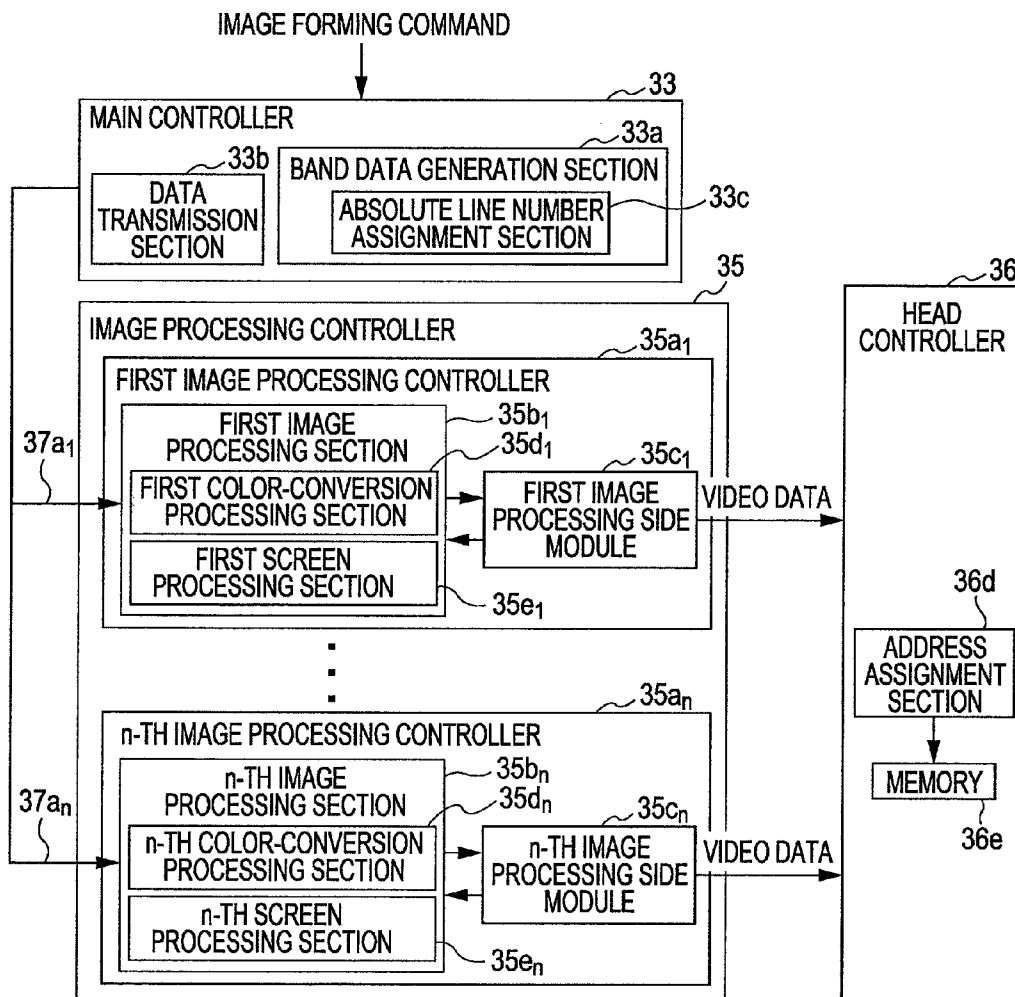 IMAGE FORMING COMMAND
33
MAIN CONTROLLER
33a
33b
BAND DATA GENERATION SECTION
DATA
TRANSMISSION
SECTION
ABSOLUTE LINE NUMBER
ASSIGNMENT SECTION
33c
35
IMAGE PROCESSING CONTROLLER
36
HEAD
CONTROLLER
35a₁
FIRST IMAGE PROCESSING CONTROLLER
35b₁
FIRST IMAGE
PROCESSING SECTION
35d₁
37a₁
FIRST COLOR-CONVERSION
PROCESSING SECTION
35c₁
FIRST IMAGE
PROCESSING SIDE
MODULE
VIDEO DATA
FIRST SCREEN
PROCESSING SECTION
35e₁
36d
ADDRESS
ASSIGNMENT
SECTION
MEMORY
36e
35aₙ
n-TH IMAGE PROCESSING CONTROLLER
35bₙ
n-TH IMAGE
PROCESSING SECTION
35dₙ
37aₙ
n-TH COLOR-CONVERSION
PROCESSING SECTION
35cₙ
n-TH IMAGE
PROCESSING SIDE
MODULE
VIDEO DATA
n-TH SCREEN
PROCESSING SECTION
35eₙ